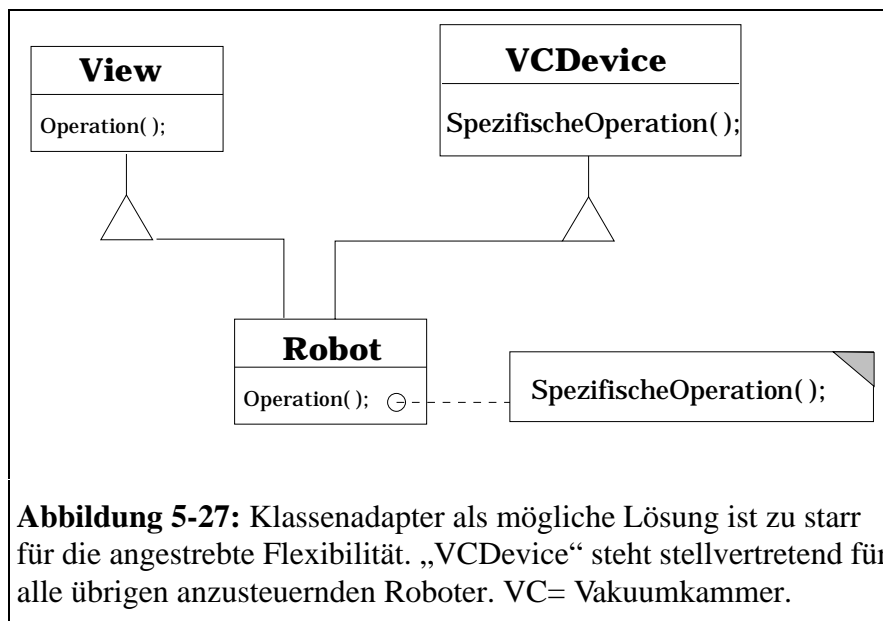 View
Operation( );
VCDevice
SpezifischeOperation( );
Robot
Operation( );
SpezifischeOperation( );
Abbildung 5-27: Klassenadapter als mögliche Lösung ist zu starr
für die angestrebte Flexibilität. „VCDevice“ steht stellvertretend für
alle übrigen anzusteuernden Roboter. VC= Vakuumkammer.